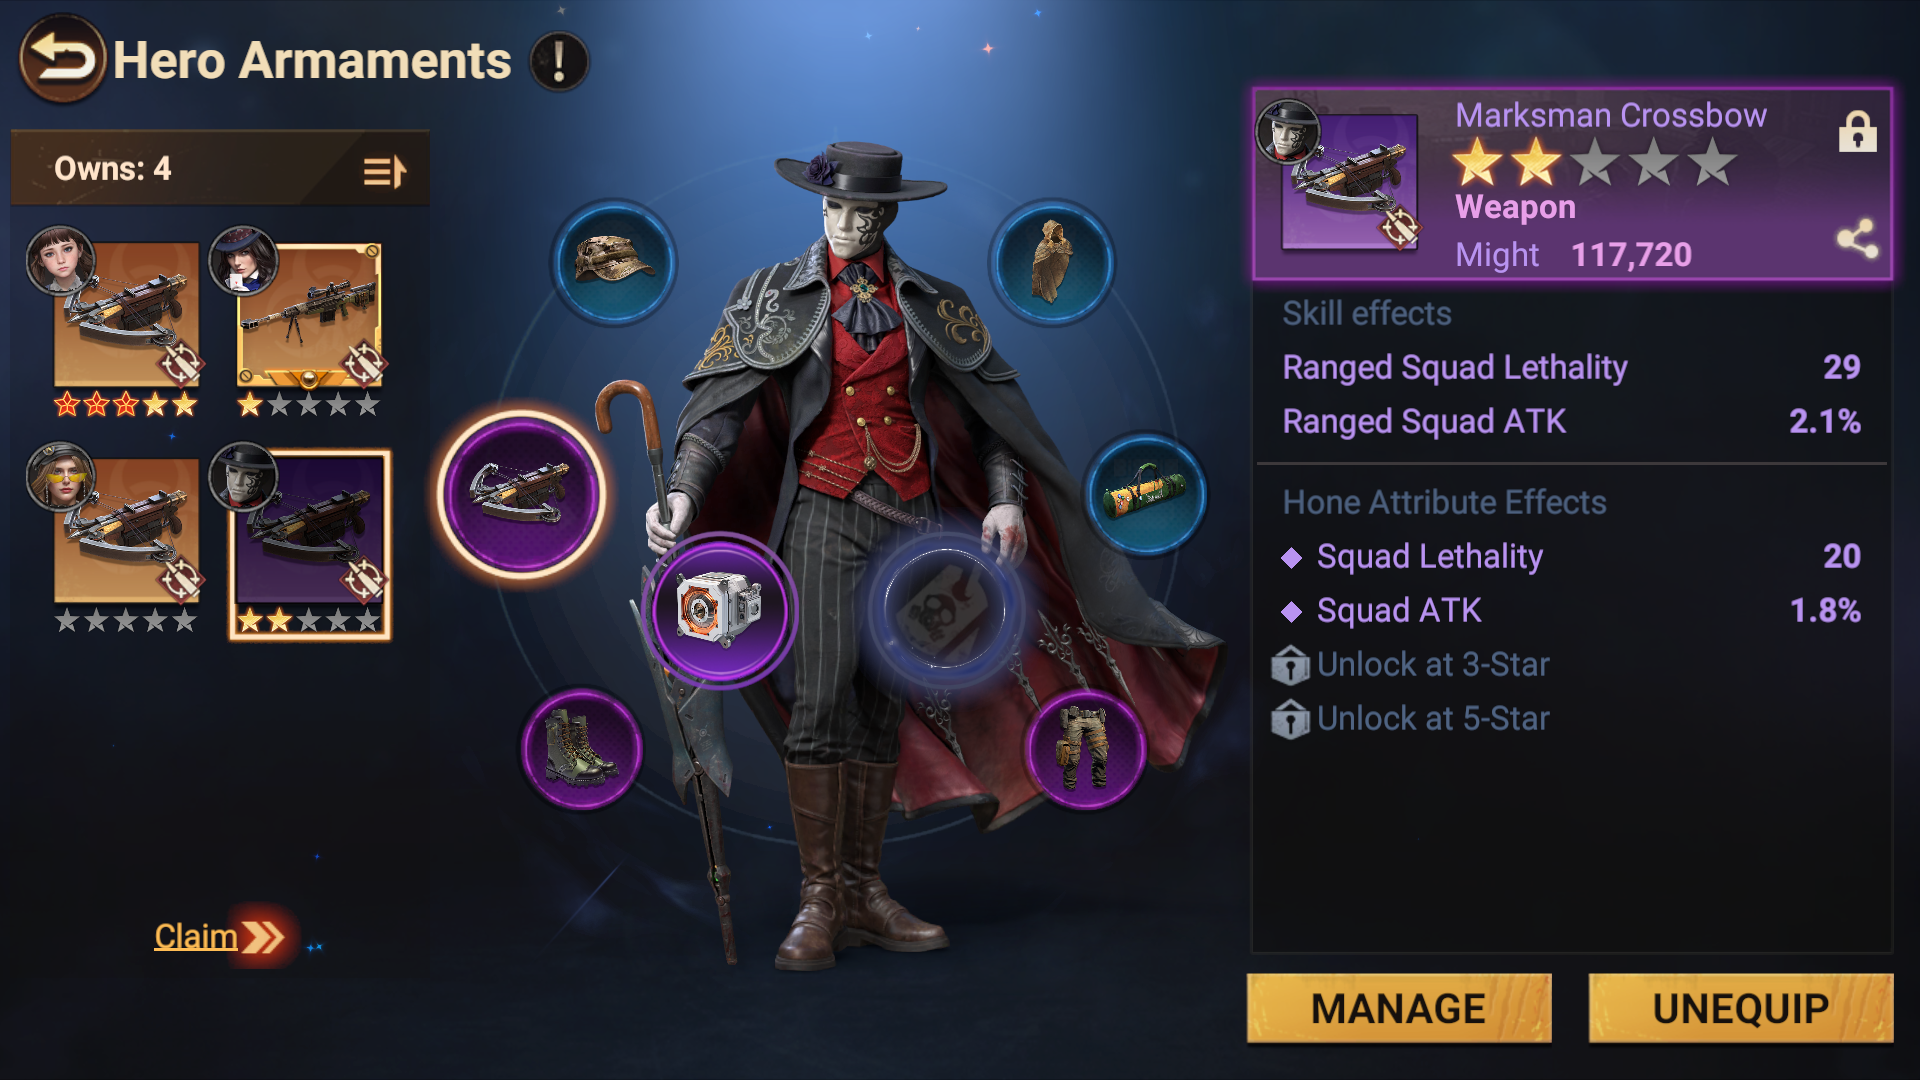 Hero Armaments
Owns: 4
Claim
Marksman Crossbow
Weapon
Might 117,720
Skill effects
Ranged Squad Lethality 29
Ranged Squad ATK 2.1%
Hone Attribute Effects
Squad Lethality 20
Squad ATK 1.8%
Unlock at 3-Star
Unlock at 5-Star
MANAGE
UNEQUIP